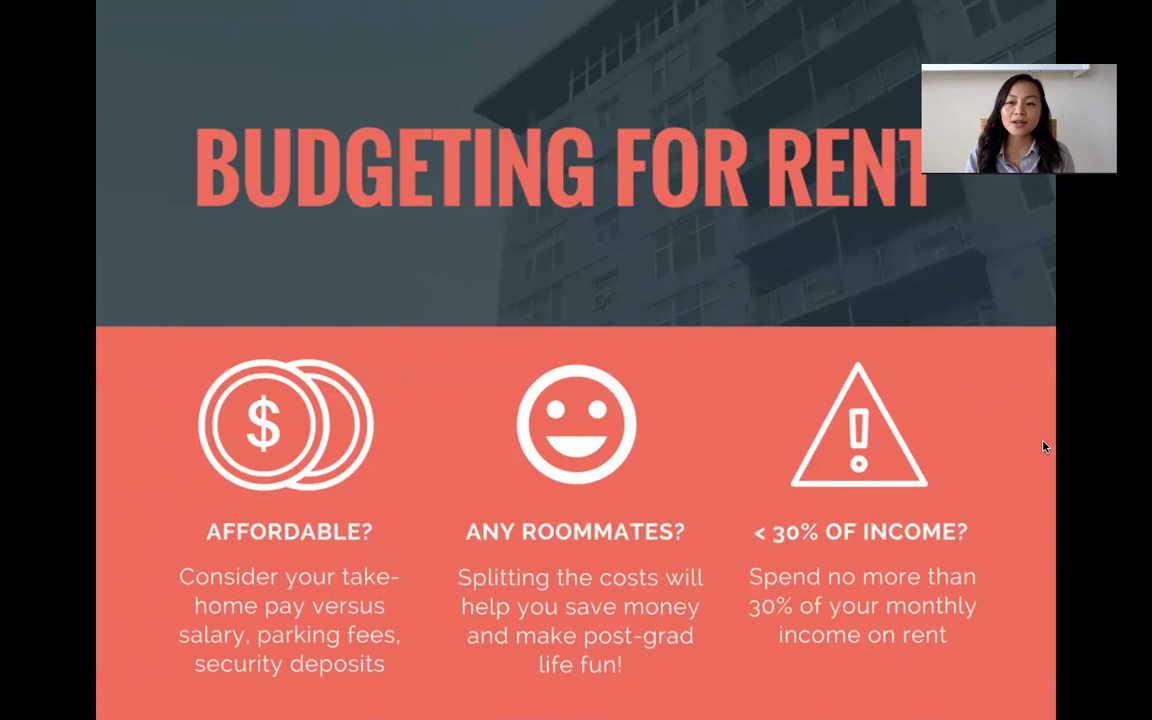 BUDGETING FOR RENT
$
AFFORDABLE?
Consider your take-
home pay versus
salary, parking fees,
security deposits
ANY ROOMMATES?
Splitting the costs will
help you save money
and make post-grad
life fun!
!
< 30% OF INCOME?
Spend no more than
30% of your monthly
income on rent